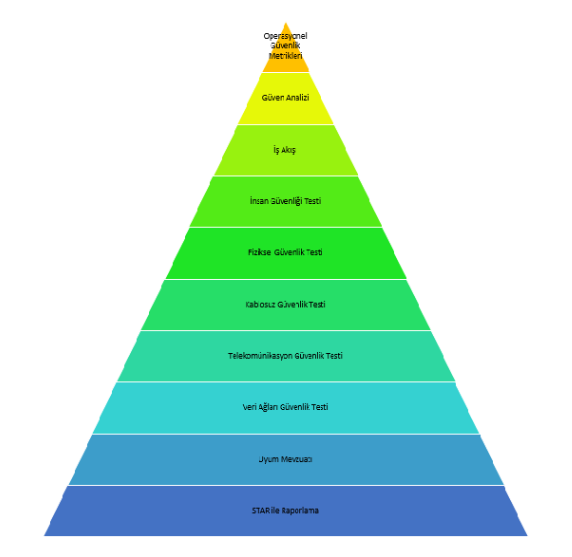 Operasyonel
Güvenlik
Metrikleri
Güven Analizi
İş Akış
İnsan Güvenliği Testi
Fiziksel Güvenlik Testi
Kablosuz Güvenlik Testi
Telekomünikasyon Güvenlik Testi
Veri Ağları Güvenlik Testi
Uyum Mevzuatı
STAR ile Raporlama